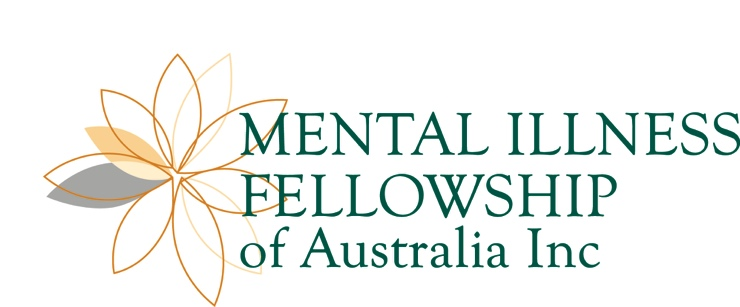 MENTAL ILLNESS
FELLOWSHIP
of Australia Inc